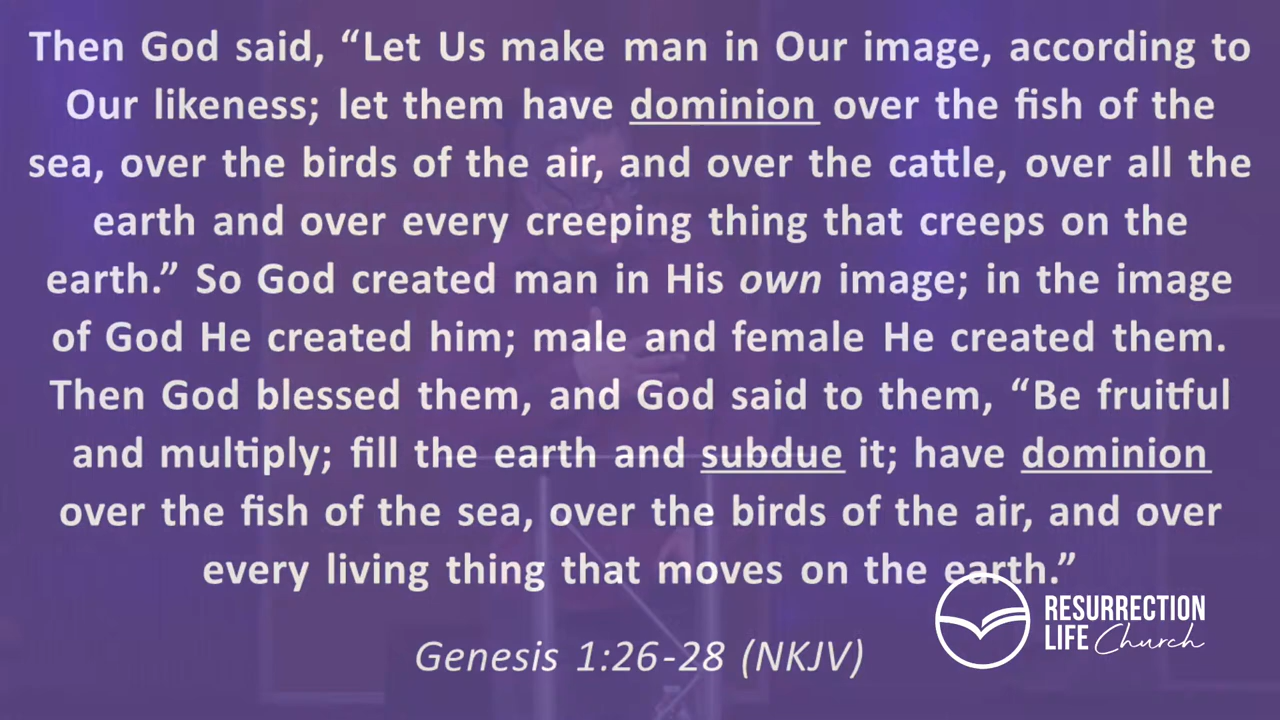 Then God said, “Let Us make man in Our image, according to
Our likeness; let them have dominion over the fish of the
sea, over the birds of the air, and over the cattle, over all the
earth and over every creeping thing that creeps on the
earth.” So God created man in His own image; in the image
of God He created him; male and female He created them.
Then God blessed them, and God said to them, “Be fruitful
and multiply; fill the earth and subdue it; have dominion
over the fish of the sea, over the birds of the air, and over
every living thing that moves on the earth.”
Genesis 1:26-28 (NKJV)
RESURRECTION
LIFE Church